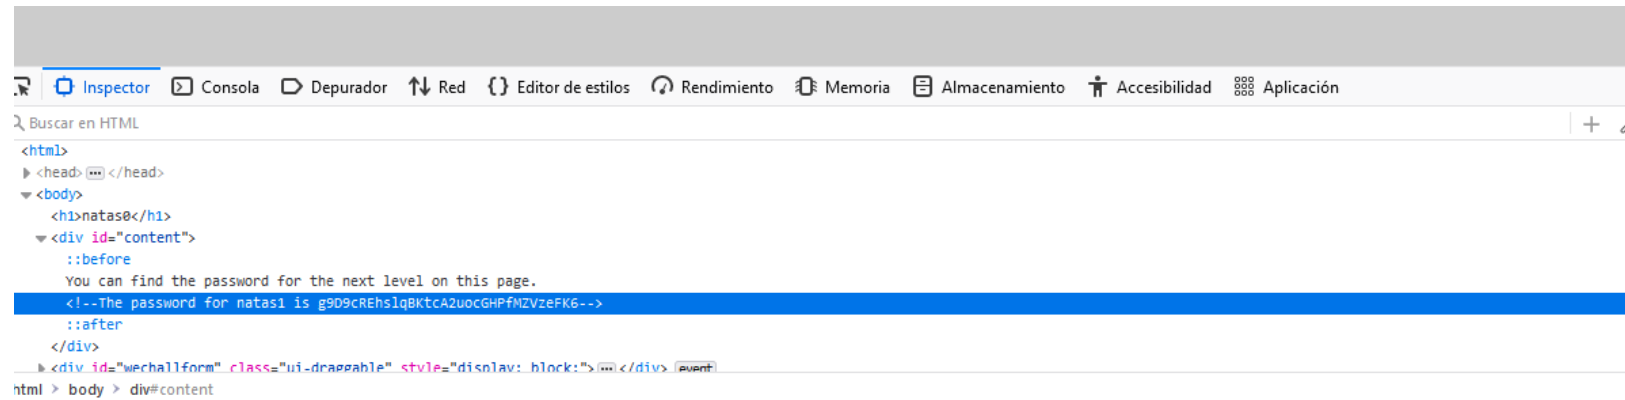 Inspector Consola Depurador Red {} Editor de estilos Rendimiento Memoria Almacenamiento Accesibilidad Aplicación
Buscar en HTML
<html>
<head> ••• </head>
<body>
<h1>natas0</h1>
<div id="content">
::before
You can find the password for the next level on this page.
<!--The password for natas1 is g9D9cREhslqBKtcA2uocGHPfMZVzeFK6-->
::after
</div>
<div id="wechallform" class="ui-draggable" style="display: block;"> ••• </div> event
html > body > div#content